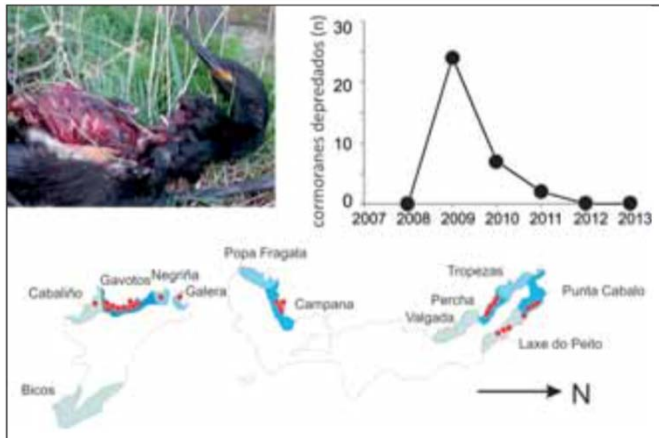 30
20
10
0
cormoranes depredados (n)
2007 2008 2009 2010 2011 2012 2013
Popa Fragata
Gavotos
Negriña
Cabaliño
Galera
Campana
Tropezas
Percha
Punta Cabalo
Valgada
Laxe do Peito
Bicos
N